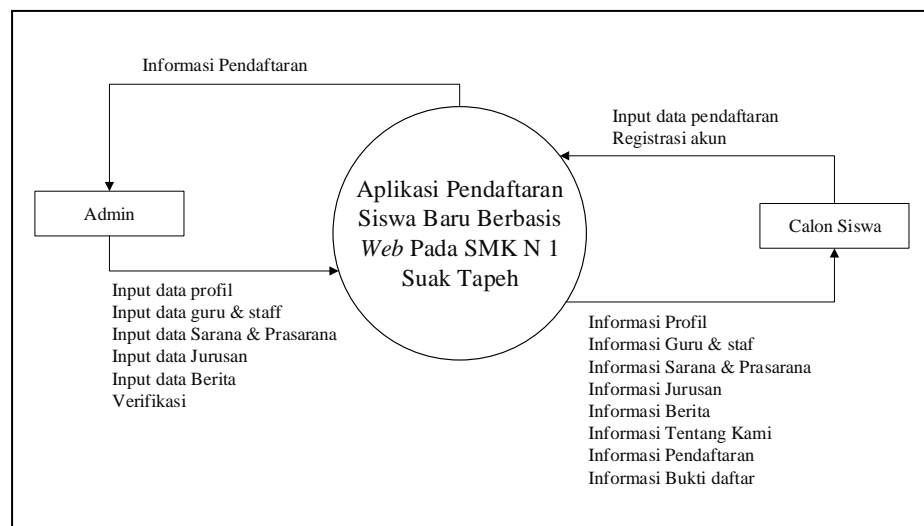 Informasi Pendaftaran
Admin
Input data profil
Input data guru & staff
Input data Sarana & Prasarana
Input data Jurusan
Input data Berita
Verifikasi
Aplikasi Pendaftaran
Siswa Baru Berbasis
Web Pada SMK N 1
Suak Tapeh
Input data pendaftaran
Registrasi akun
Calon Siswa
Informasi Profil
Informasi Guru & staf
Informasi Sarana & Prasarana
Informasi Jurusan
Informasi Berita
Informasi Tentang Kami
Informasi Pendaftaran
Informasi Bukti daftar